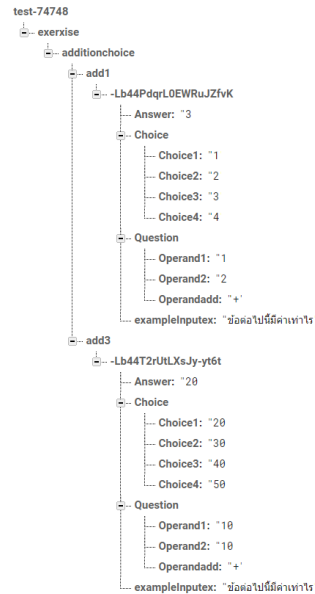 test-74748
exerxise
additionchoice
add1
-Lb44PdqrL0EWRuJZfvK
Answer: "3
Choice
Choice1: "1
Choice2: "2
Choice3: "3
Choice4: "4
Question
Operand1: "1
Operand2: "2
Operandadd: "+'
exampleInputex: "ข้อต่อไปนี้มีค่าเท่าไร
add3
-Lb44T2rUtLXsJy-yt6t
Answer: "20
Choice
Choice1: "20
Choice2: "30
Choice3: "40
Choice4: "50
Question
Operand1: "10
Operand2: "10
Operandadd: "+'
exampleInputex: "ข้อต่อไปนี้มีค่าเท่าไร